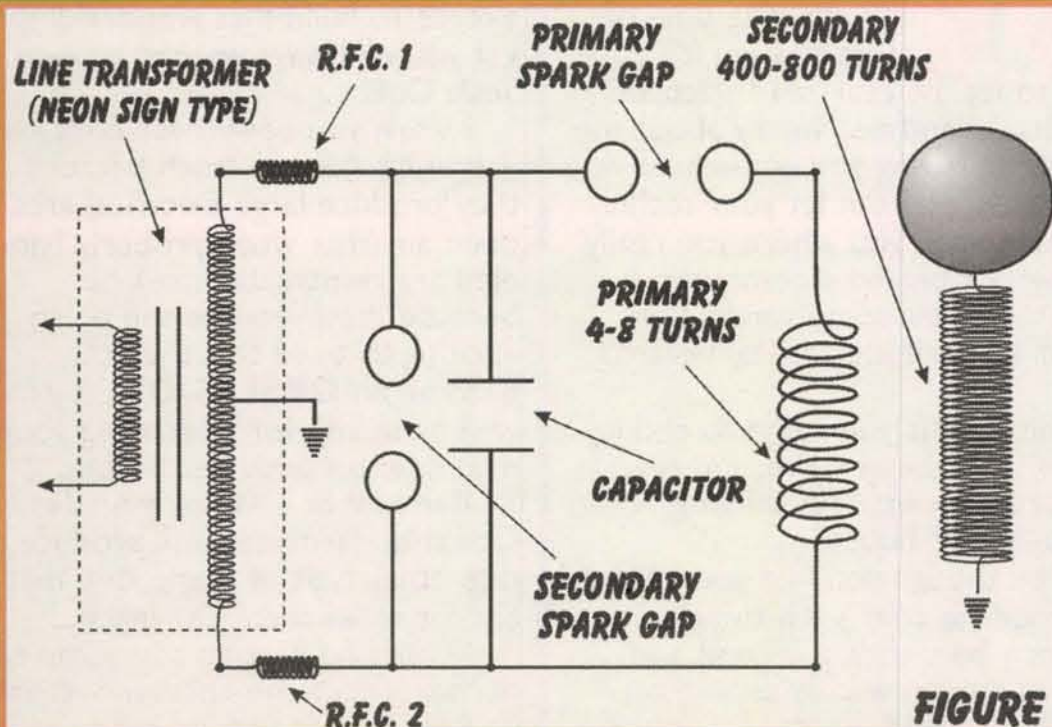 LINE TRANSFORMER
(NEON SIGN TYPE)
R.F.C. 1
PRIMARY
SPARK GAP
SECONDARY
400-800 TURNS
PRIMARY
4-8 TURNS
CAPACITOR
SECONDARY
SPARK GAP
R.F.C. 2
FIGURE